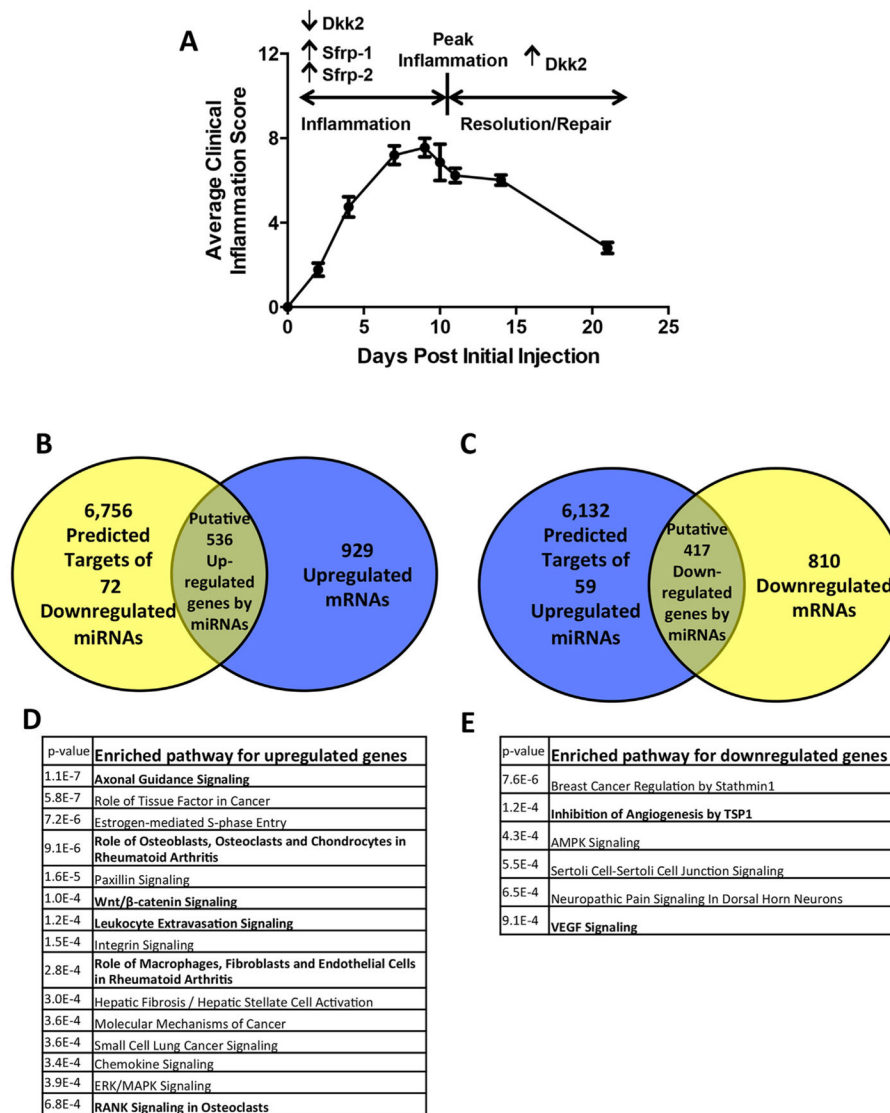 A
↓ Dkk2
↑ Sfrp-1
↑ Sfrp-2
Peak
Inflammation
↑ Dkk2
Inflammation
Resolution/Repair
Average Clinical
Inflammation Score
12
8
4
0
0 5 10 15 20 25
Days Post Initial Injection
B
6,756
Predicted
Targets of
72
Downregulated
miRNAs
Putative
536
Up-
regulated
genes by
miRNAs
929
Upregulated
mRNAs
C
6,132
Predicted
Targets of
59
Upregulated
miRNAs
Putative
417
Down-
regulated
genes by
miRNAs
810
Downregulated
mRNAs
D
p-value Enriched pathway for upregulated genes
1.1E-7 Axonal Guidance Signaling
5.8E-7 Role of Tissue Factor in Cancer
7.2E-6 Estrogen-mediated S-phase Entry
9.1E-6 Role of Osteoblasts, Osteoclasts and Chondrocytes in
Rheumatoid Arthritis
1.6E-5 Paxillin Signaling
1.0E-4 Wnt/β-catenin Signaling
1.2E-4 Leukocyte Extravasation Signaling
1.5E-4 Integrin Signaling
2.8E-4 Role of Macrophages, Fibroblasts and Endothelial Cells
in Rheumatoid Arthritis
3.0E-4 Hepatic Fibrosis / Hepatic Stellate Cell Activation
3.6E-4 Molecular Mechanisms of Cancer
3.6E-4 Small Cell Lung Cancer Signaling
3.4E-4 Chemokine Signaling
3.9E-4 ERK/MAPK Signaling
6.8E-4 RANK Signaling in Osteoclasts
E
p-value Enriched pathway for downregulated genes
7.6E-6 Breast Cancer Regulation by Stathmin1
1.2E-4 Inhibition of Angiogenesis by TSP1
4.3E-4 AMPK Signaling
5.5E-4 Sertoli Cell-Sertoli Cell Junction Signaling
6.5E-4 Neuropathic Pain Signaling In Dorsal Horn Neurons
9.1E-4 VEGF Signaling